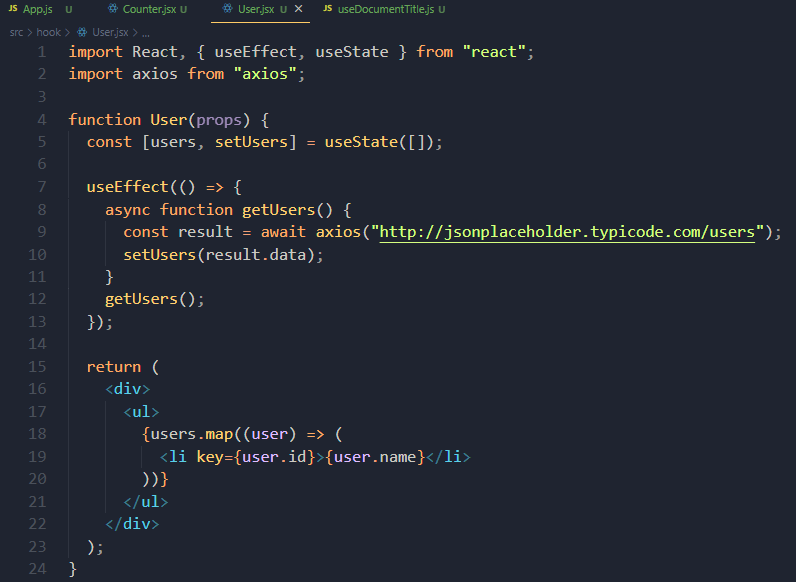 JS App.js U Counter.jsx U User.jsx U × JS useDocumentTitle.js U
src > hook > User.jsx > ...
1 import React, { useEffect, useState } from "react";
2 import axios from "axios";
3
4 function User(props) {
5 const [users, setUsers] = useState([]);
6
7 useEffect(() => {
8 async function getUsers() {
9 const result = await axios("http://jsonplaceholder.typicode.com/users");
10 setUsers(result.data);
11 }
12 getUsers();
13 });
14
15 return (
16 <div>
17 <ul>
18 {users.map((user) => (
19 <li key={user.id}>{user.name}</li>
20 ))}
21 </ul>
22 </div>
23 );
24 }